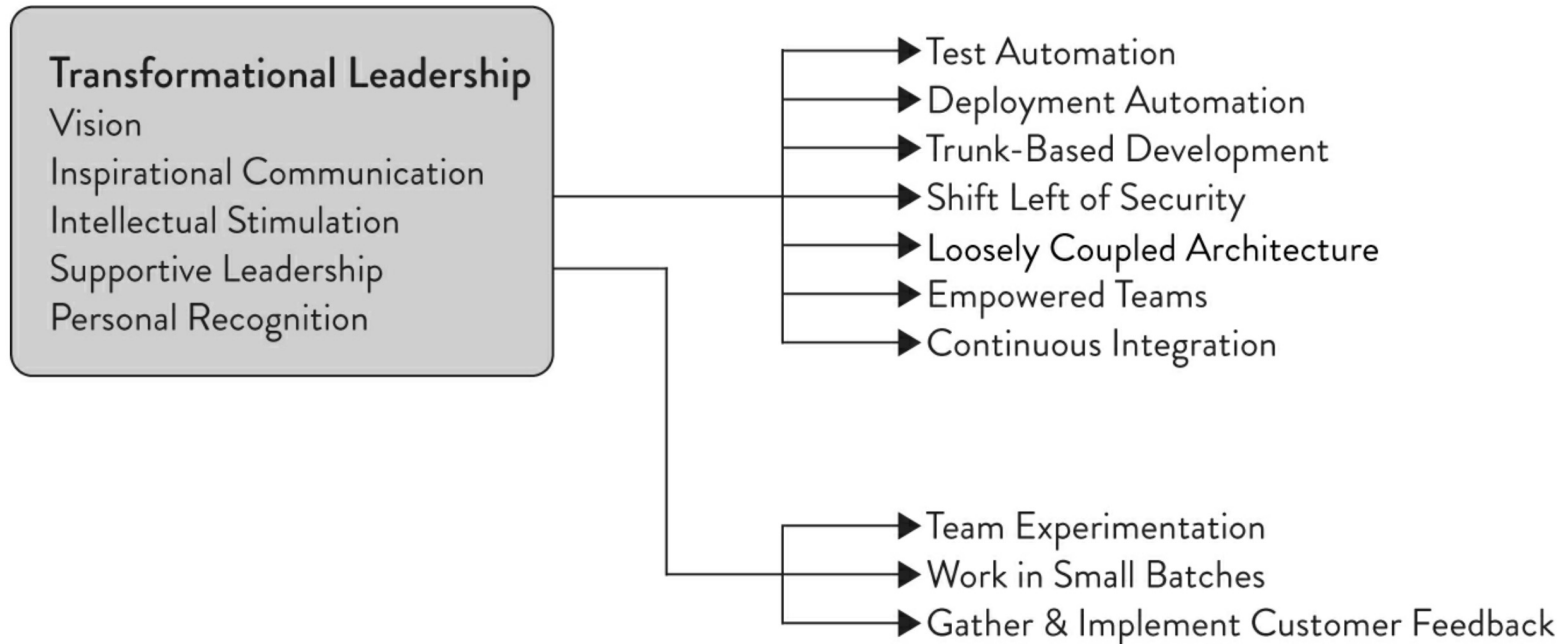 Transformational Leadership
Vision
Inspirational Communication
Intellectual Stimulation
Supportive Leadership
Personal Recognition
Test Automation
Deployment Automation
Trunk-Based Development
Shift Left of Security
Loosely Coupled Architecture
Empowered Teams
Continuous Integration
Team Experimentation
Work in Small Batches
Gather & Implement Customer Feedback